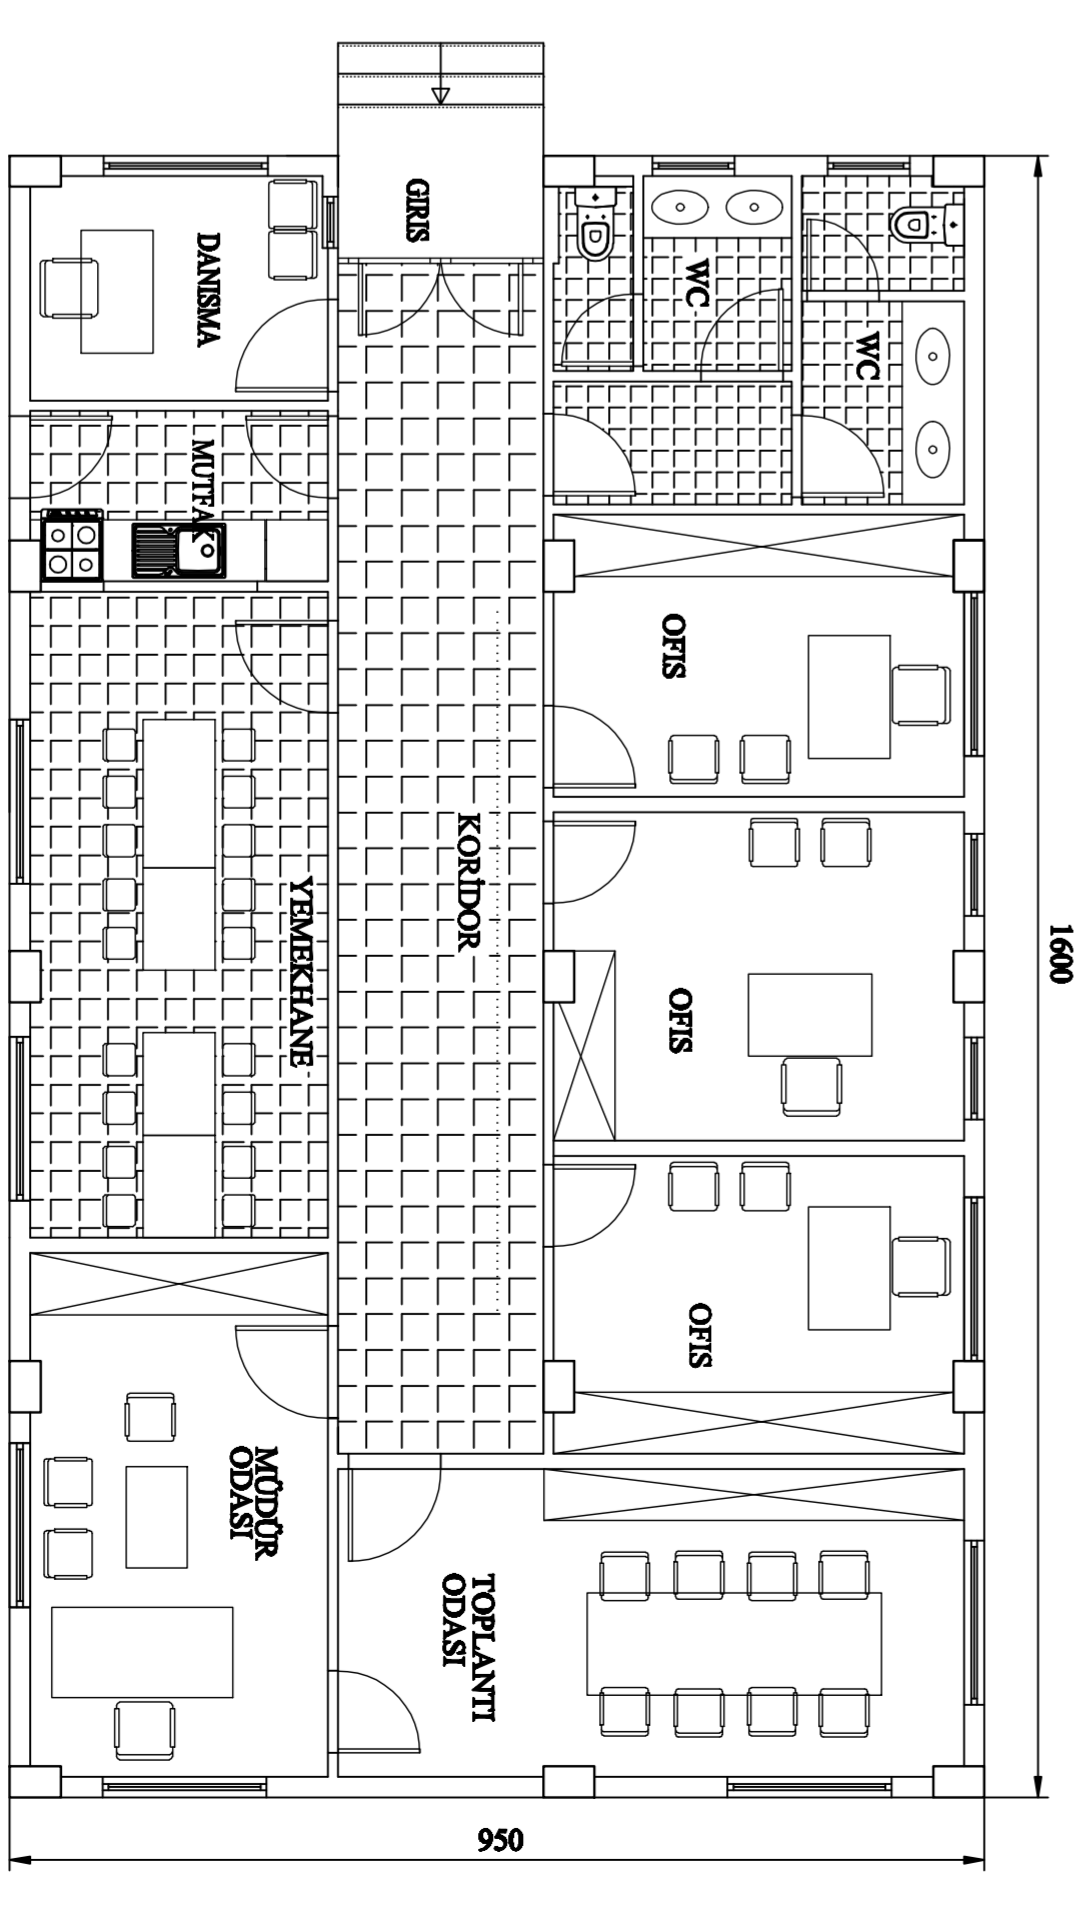 GIRIS
DANISMA
WC
WC
MUTFAK
OFIS
KORİDOR
YEMEKHANE
OFIS
OFIS
MÜDÜR
ODASI
TOPLANTI
ODASI
1600
950